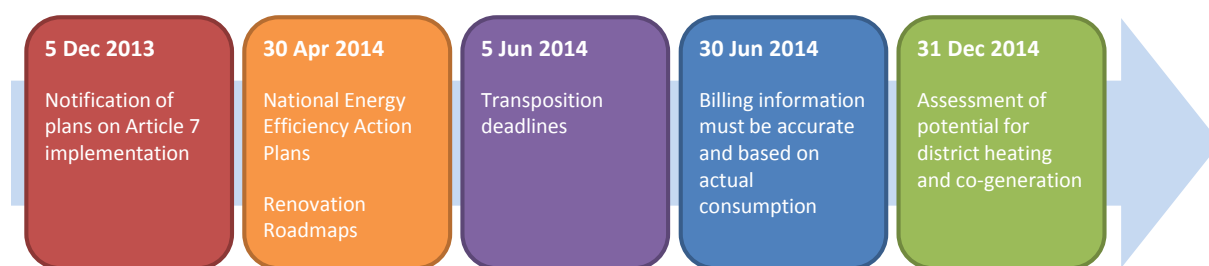 5 Dec 2013
Notification of
plans on Article 7
implementation
30 Apr 2014
National Energy
Efficiency Action
Plans
Renovation
Roadmaps
5 Jun 2014
Transposition
deadlines
30 Jun 2014
Billing information
must be accurate
and based on
actual
consumption
31 Dec 2014
Assessment of
potential for
district heating
and co-generation